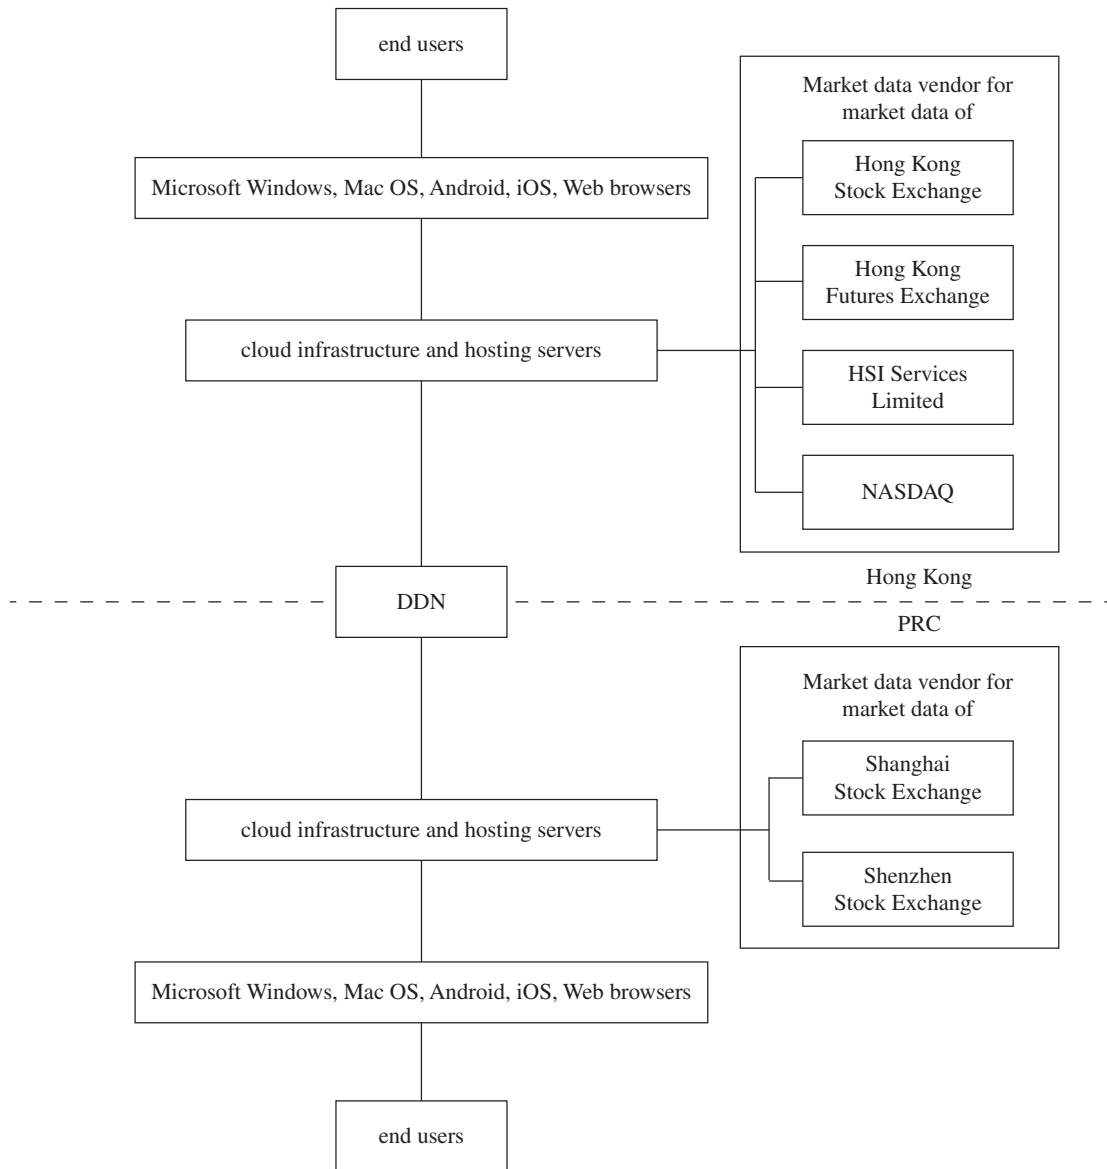 end users
Microsoft Windows, Mac OS, Android, iOS, Web browsers
cloud infrastructure and hosting servers
Market data vendor for
market data of
Hong Kong
Stock Exchange
Hong Kong
Futures Exchange
HSI Services
Limited
NASDAQ
Hong Kong
DDN
PRC
Market data vendor for
market data of
Shanghai
Stock Exchange
Shenzhen
Stock Exchange
cloud infrastructure and hosting servers
Microsoft Windows, Mac OS, Android, iOS, Web browsers
end users